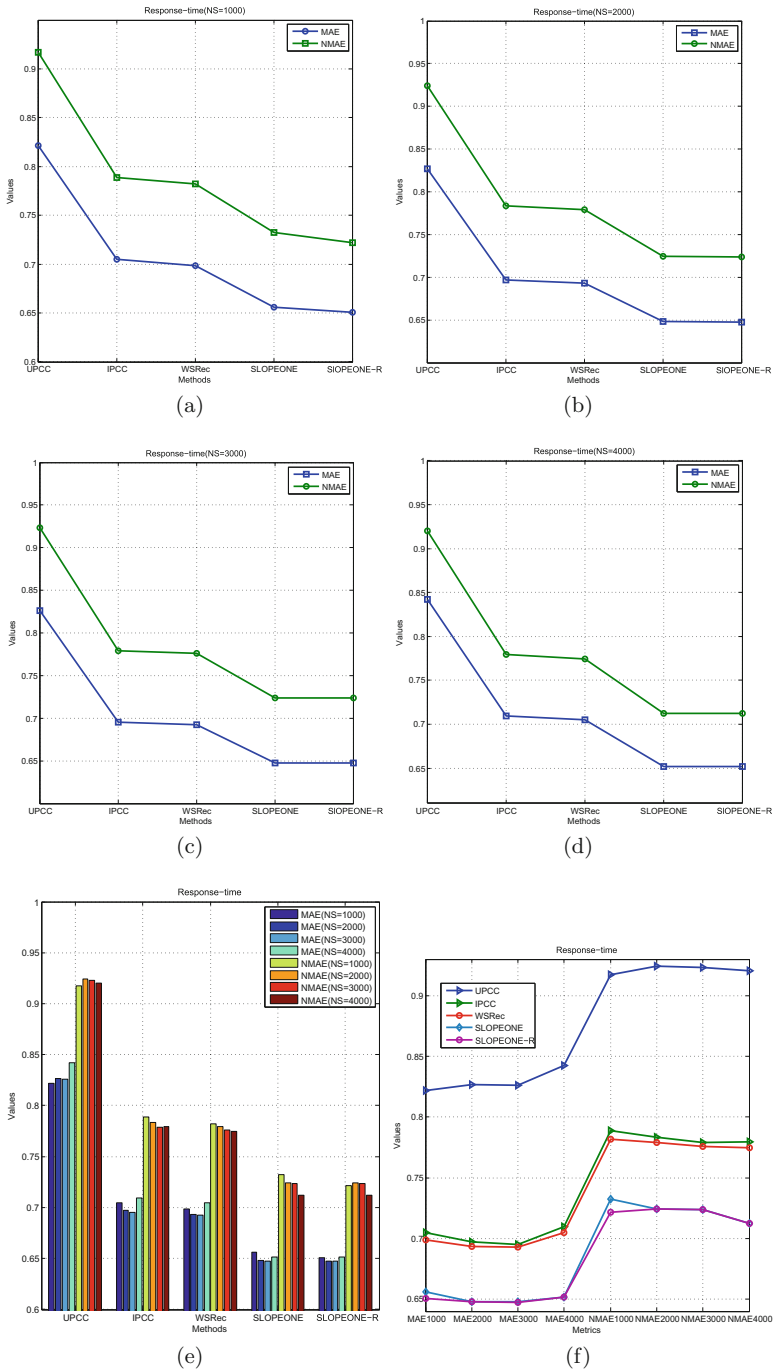 Response-time(NS=1000)
MAE
NMAE
0.9
0.85
0.8
0.75
0.7
0.65
0.6
Values
UPCC IPCC WSRec SLOPEONE SIOPEONE-R
Methods
(a)
Response-time(NS=2000)
MAE
NMAE
1
0.95
0.9
0.85
0.8
0.75
0.7
0.65
Values
UPCC IPCC WSRec SLOPEONE SIOPEONE-R
Methods
(b)
Response-time(NS=3000)
MAE
NMAE
1
0.95
0.9
0.85
0.8
0.75
0.7
0.65
Values
UPCC IPCC WSRec SLOPEONE SIOPEONE-R
Methods
(c)
Response-time(NS=4000)
MAE
NMAE
1
0.95
0.9
0.85
0.8
0.75
0.7
0.65
Values
UPCC IPCC WSRec SLOPEONE SIOPEONE-R
Methods
(d)
Response-time
MAE(NS=1000)
MAE(NS=2000)
MAE(NS=3000)
MAE(NS=4000)
NMAE(NS=1000)
NMAE(NS=2000)
NMAE(NS=3000)
NMAE(NS=4000)
1
0.95
0.9
0.85
0.8
0.75
0.7
0.65
0.6
Values
UPCC IPCC WSRec SLOPEONE SLOPEONE-R
Methods
(e)
Response-time
UPCC
IPCC
WSRec
SLOPEONE
SLOPEONE-R
0.9
0.85
0.8
0.75
0.7
0.65
Values
MAE1000 MAE2000 MAE3000 MAE4000 NMAE1000 NMAE2000 NMAE3000 NMAE4000
Metrics
(f)